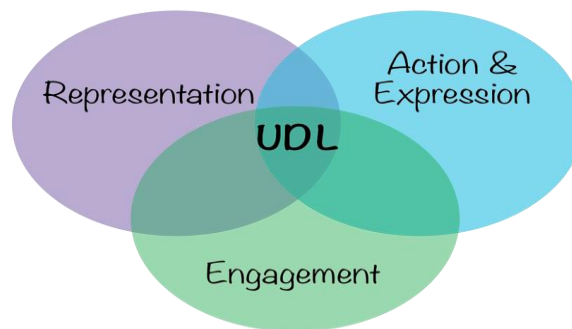 Representation
Action &
Expression
UDL
Engagement